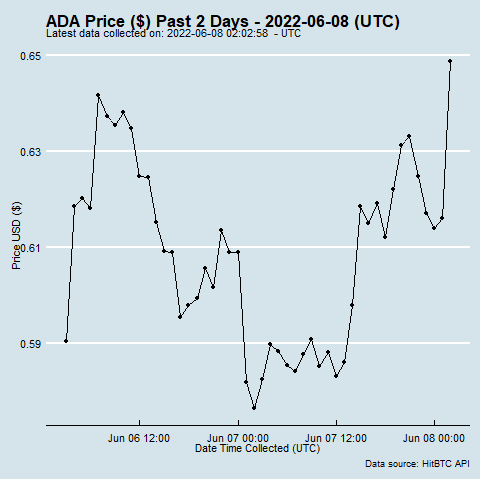 ADA Price ($) Past 2 Days - 2022-06-08 (UTC)
Latest data collected on: 2022-06-08 02:02:58 - UTC
0.65
0.63
0.61
0.59
Price USD ($)
Jun 06 12:00
Jun 07 00:00
Jun 07 12:00
Jun 08 00:00
Date Time Collected (UTC)
Data source: HitBTC API